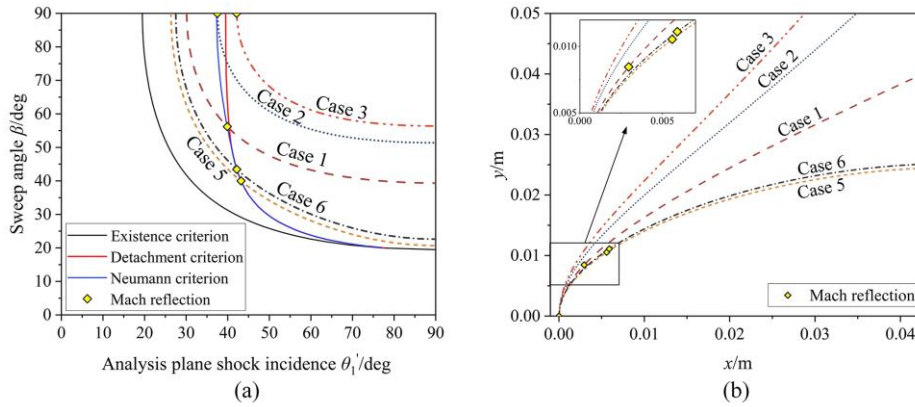 90
80
70
60
50
40
30
20
10
0
Sweep angle β/deg
Case 3
Case 2
Case 1
Case 5
Case 6
Existence criterion
Detachment criterion
Neumann criterion
Mach reflection
0 10 20 30 40 50 60 70 80 90
Analysis plane shock incidence θ₁'/deg
(a)
0.05
0.04
0.03
0.02
0.01
0.00
y/m
0.010
0.005
0.005
Case 3
Case 2
Case 1
Case 6
Case 5
Mach reflection
0.00 0.01 0.02 0.03 0.04
x/m
(b)